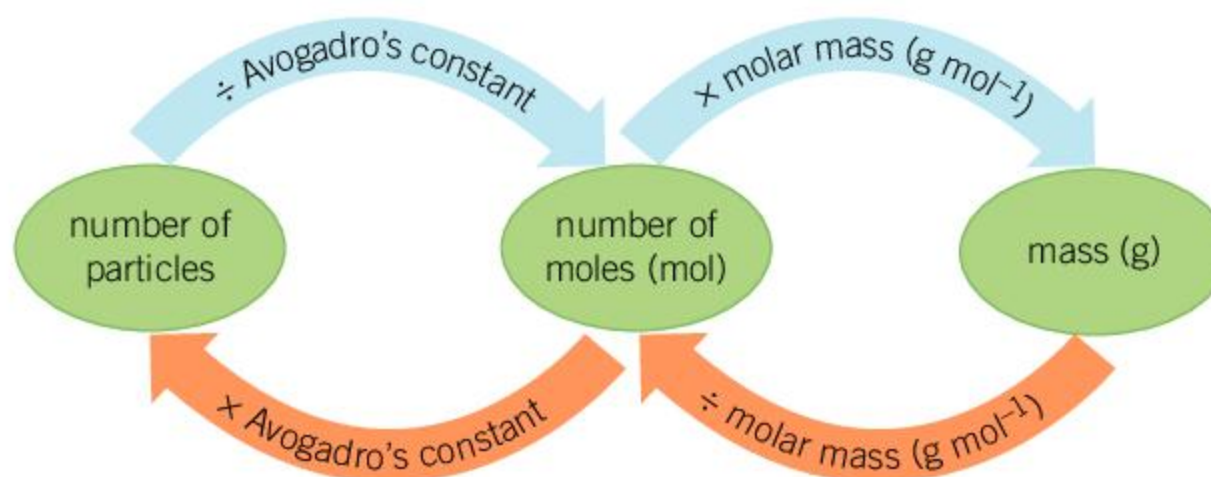 ÷ Avogadro's constant
× molar mass (g mol⁻¹)
number of
particles
number of
moles (mol)
mass (g)
× Avogadro's constant
÷ molar mass (g mol⁻¹)